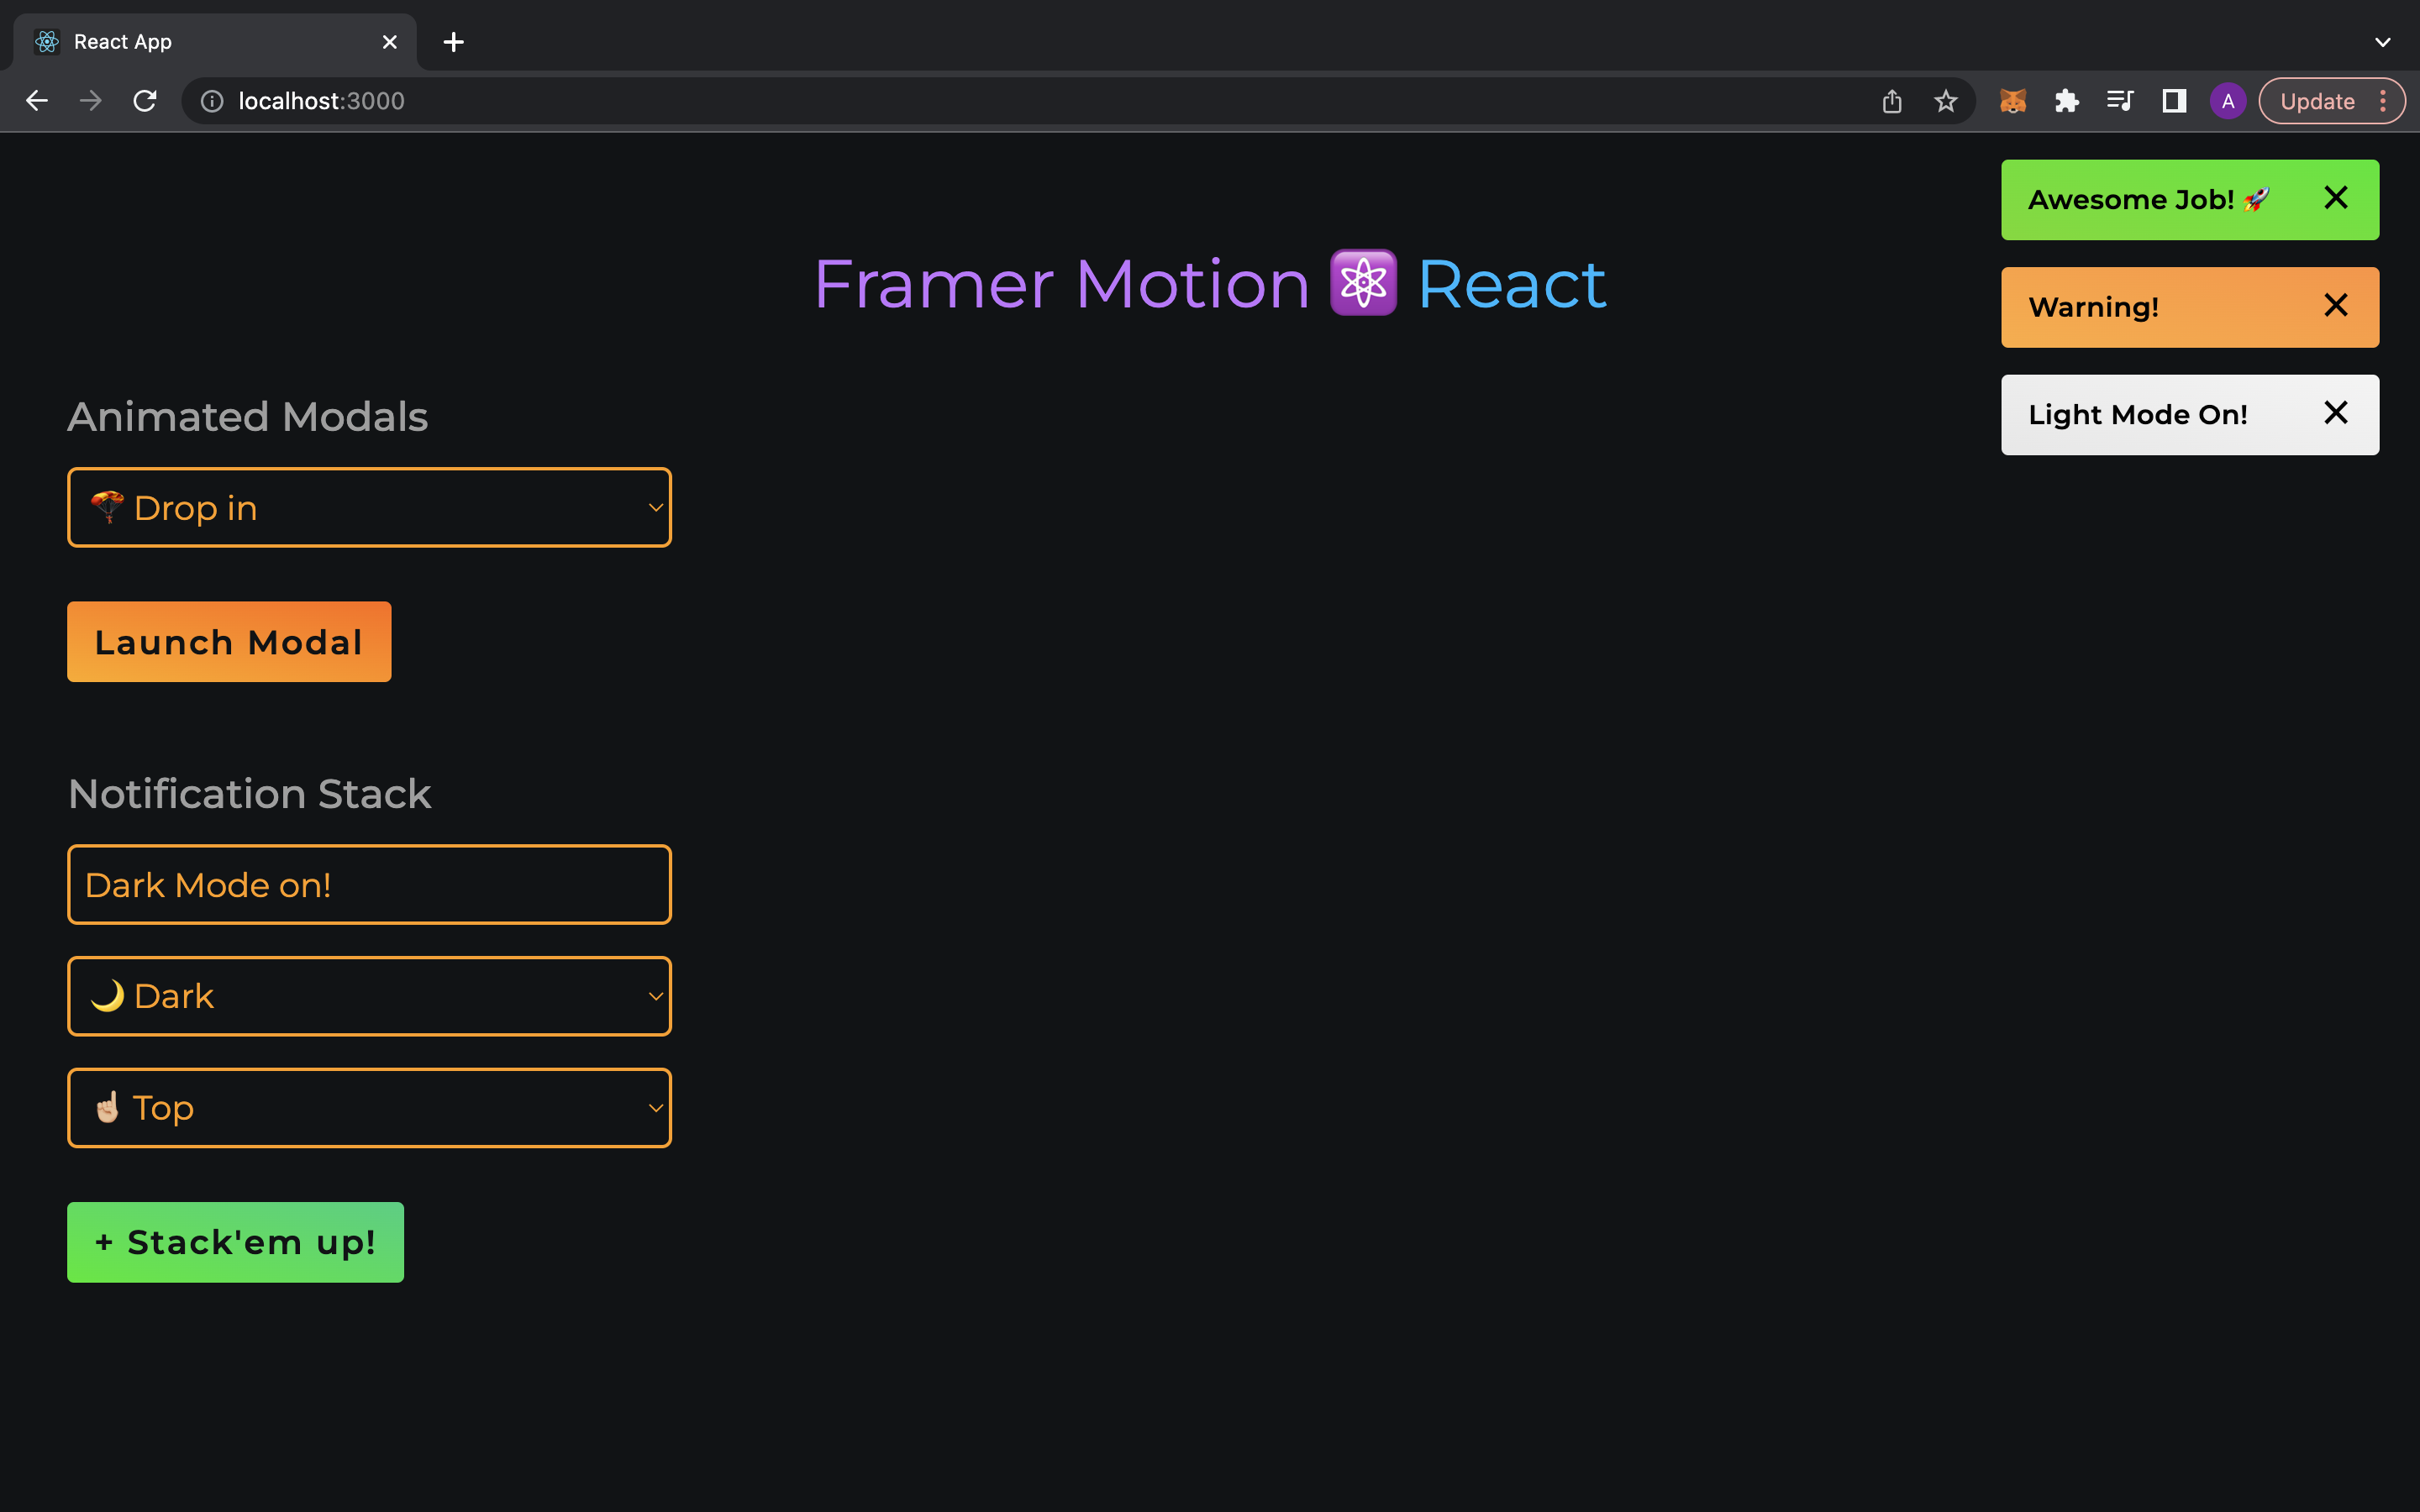 React App
localhost:3000
A
Update
Awesome Job! 🚀
Warning!
Light Mode On!
Framer Motion ⚛️ React
Animated Modals
🪂 Drop in
Launch Modal
Notification Stack
Dark Mode on!
🌙 Dark
☝🏼 Top
+ Stack'em up!